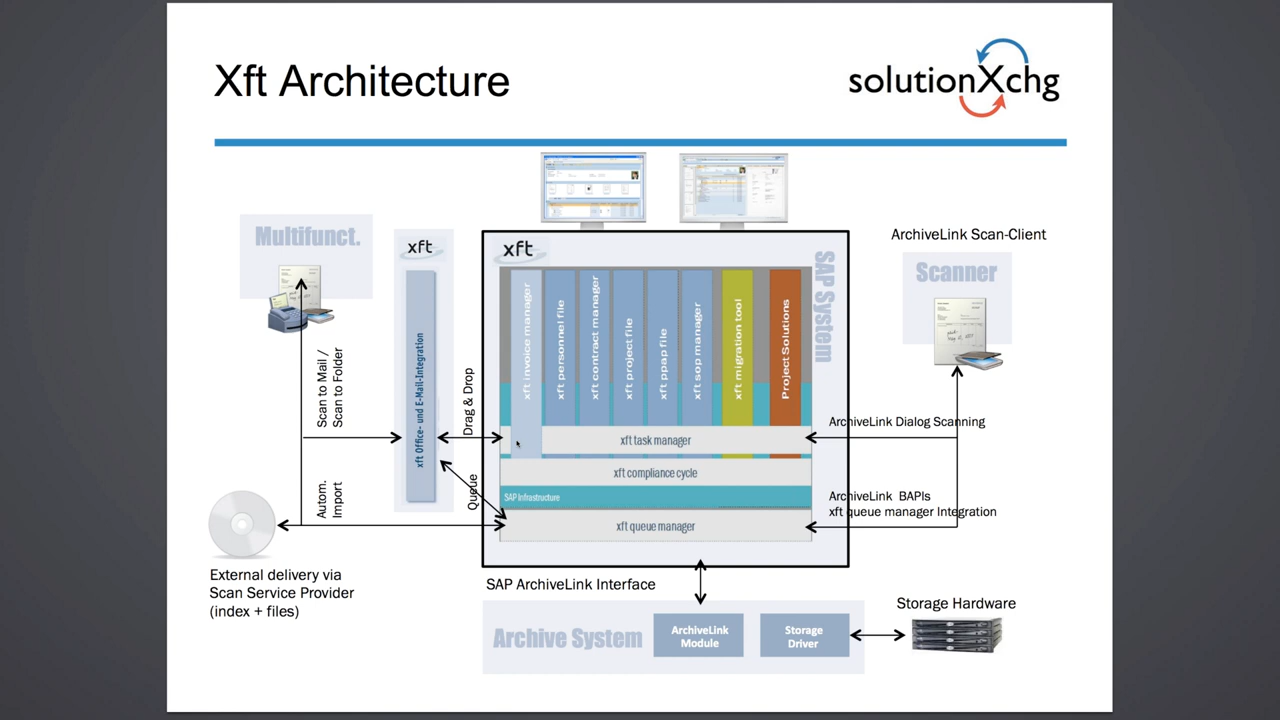 Xft Architecture
solutionXchg
Multifunct.
xft
xft Office- und E-Mail-Integration
Scan to Mail /
Scan to Folder
Autom.
Import
Drag & Drop
Queue
External delivery via
Scan Service Provider
(index + files)
xft
SAP System
xft invoice manager
xft personnel file
xft contract manager
xft project file
xft ppap file
xft sop manager
xft migration tool
Project Solutions
xft task manager
xft compliance cycle
SAP Infrastructure
xft queue manager
ArchiveLink Scan-Client
Scanner
ArchiveLink Dialog Scanning
ArchiveLink BAPIs
xft queue manager Integration
SAP ArchiveLink Interface
Archive System
ArchiveLink
Module
Storage
Driver
Storage Hardware